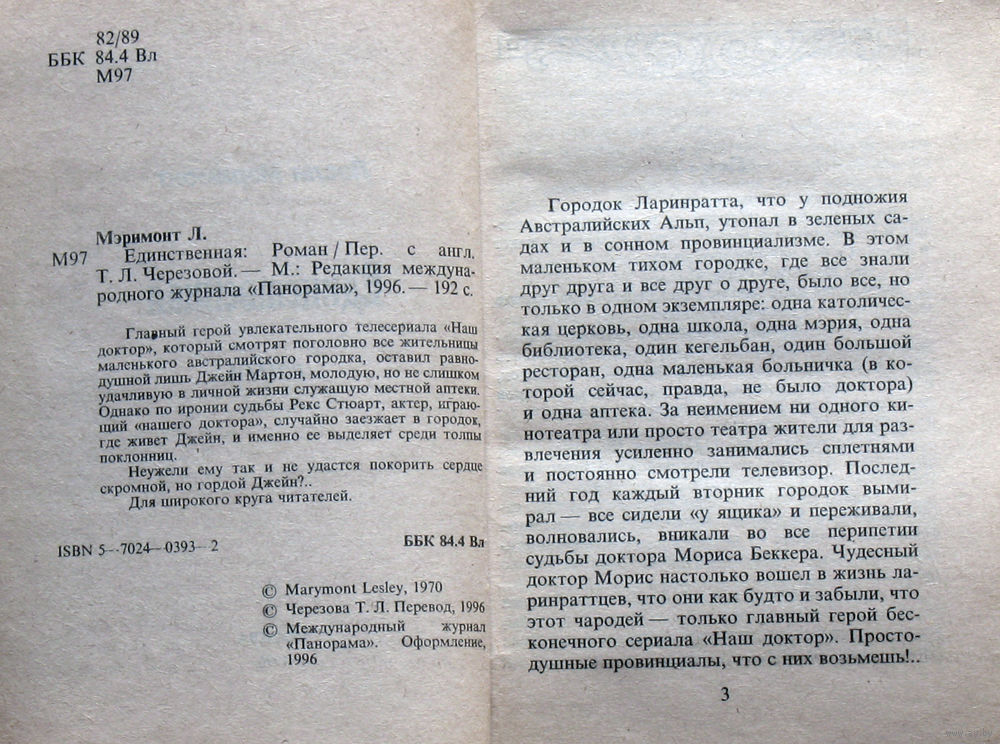 82/89
ББК 84.4 Вл
М97
Мэримонт Л.
М97 Единственная: Роман / Пер. с англ.
Т. Л. Черезовой. — М.: Редакция междуна-
родного журнала «Панорама», 1996. — 192 с.
Главный герой увлекательного телесериала «Наш
доктор», который смотрят поголовно все жительницы
маленького австралийского городка, оставил равно-
душной лишь Джейн Мартон, молодую, но не слишком
удачливую в личной жизни служащую местной аптеки.
Однако по иронии судьбы Рекс Стюарт, актер, играю-
щий «нашего доктора», случайно заезжает в городок,
где живет Джейн, и именно ее выделяет среди толпы
поклонниц.
Неужели ему так и не удастся покорить сердце
скромной, но гордой Джейн?..
Для широкого круга читателей.
ISBN 5—7024—0393—2
ББК 84.4 Вл
© Marymont Lesley, 1970
© Черезова Т. Л. Перевод, 1996
© Международный журнал
«Панорама». Оформление,
1996
Городок Ларинратта, что у подножия
Австралийских Альп, утопал в зеленых са-
дах и в сонном провинциализме. В этом
маленьком тихом городке, где все знали
друг друга и все друг о друге, было все, но
только в одном экземпляре: одна католичес-
кая церковь, одна школа, одна мэрия, одна
библиотека, один кегельбан, один большой
ресторан, одна маленькая больничка (в ко-
торой сейчас, правда, не было доктора)
и одна аптека. За неимением ни одного ки-
нотеатра или просто театра жители для раз-
влечения усиленно занимались сплетнями
и постоянно смотрели телевизор. Послед-
ний год каждый вторник городок выми-
рал — все сидели «у ящика» и переживали,
волновались, вникали во все перипетии
судьбы доктора Мориса Беккера. Чудесный
доктор Морис настолько вошел в жизнь ла-
ринраттцев, что они как будто и забыли, что
этот чародей — только главный герой бес-
конечного сериала «Наш доктор». Просто-
душные провинциалы, что с них возьмешь!..
3